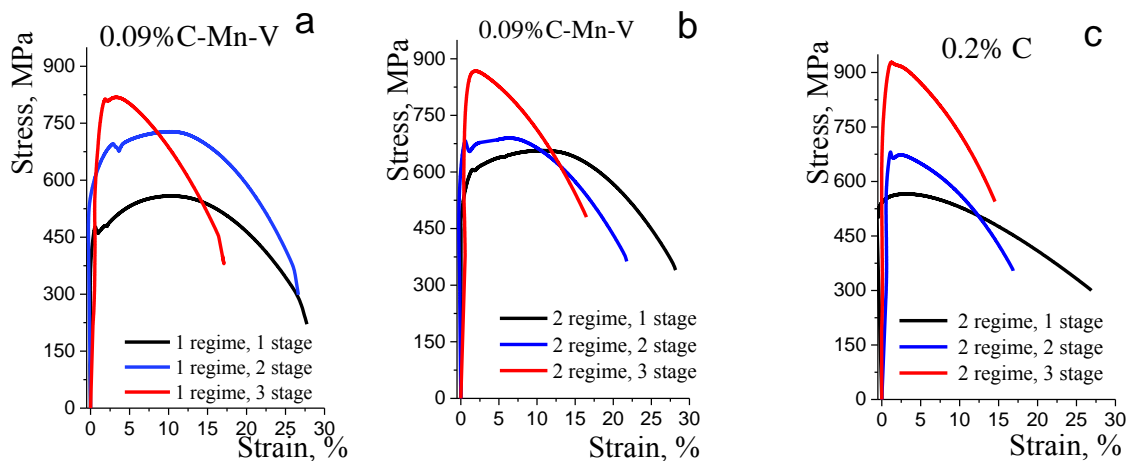 a
0.09%C-Mn-V
Stress, MPa
900
750
600
450
300
150
0
0 5 10 15 20 25 30
Strain, %
1 regime, 1 stage
1 regime, 2 stage
1 regime, 3 stage
b
0.09%C-Mn-V
Stress, MPa
900
750
600
450
300
150
0
0 5 10 15 20 25 30
Strain, %
2 regime, 1 stage
2 regime, 2 stage
2 regime, 3 stage
c
0.2% C
Stress, MPa
900
750
600
450
300
150
0
0 5 10 15 20 25 30
Strain, %
2 regime, 1 stage
2 regime, 2 stage
2 regime, 3 stage